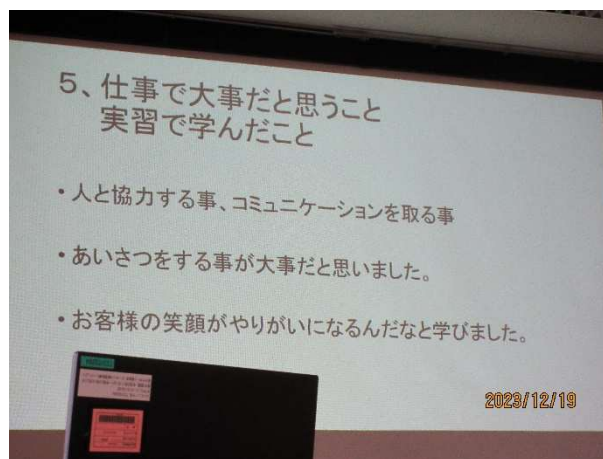 5、仕事で大事だと思うこと
実習で学んだこと
・人と協力する事、コミュニケーションを取る事
・あいさつをする事が大事だと思いました。
・お客様の笑顔がやりがいになるんだなと学びました。
2023/12/19